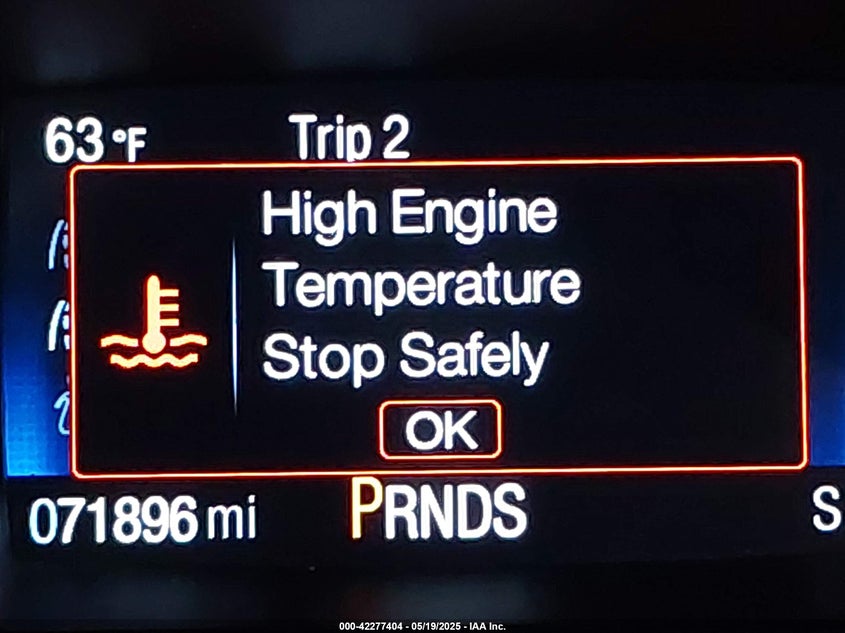 63 °F Trip 2
High Engine
Temperature
Stop Safely
OK
071896 mi PRNDS S
000-42277404 - 05/19/2025 - IAA Inc.